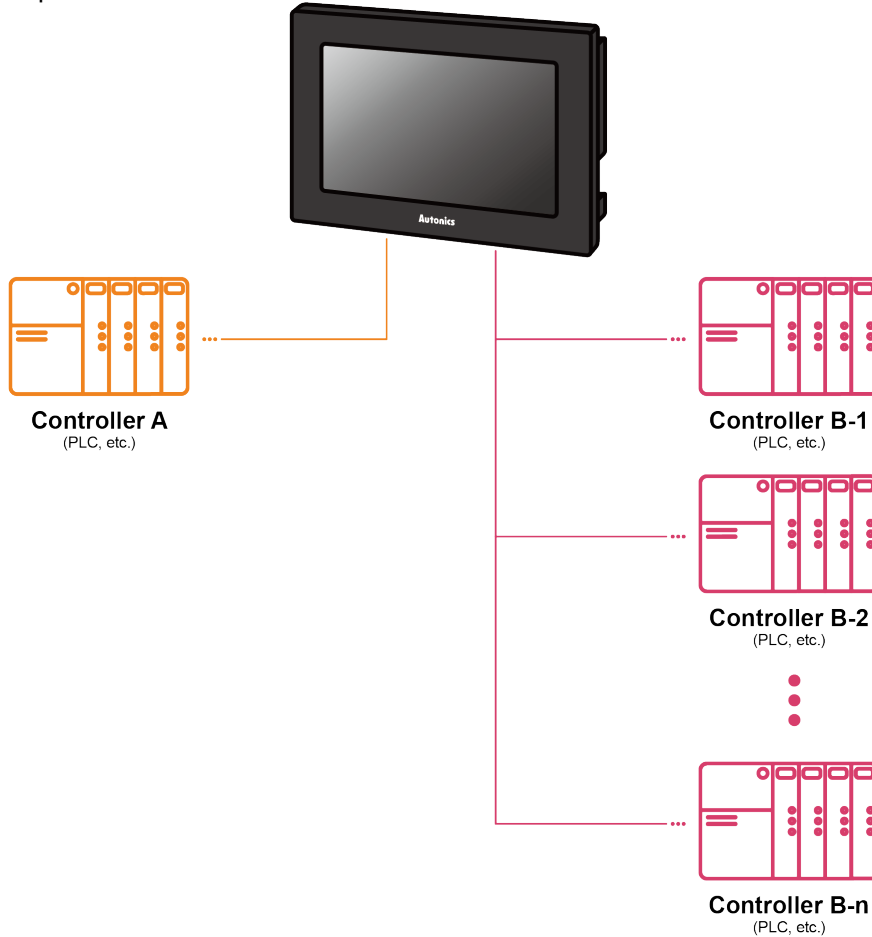 Autonics
Controller A
(PLC, etc.)
Controller B-1
(PLC, etc.)
Controller B-2
(PLC, etc.)
Controller B-n
(PLC, etc.)